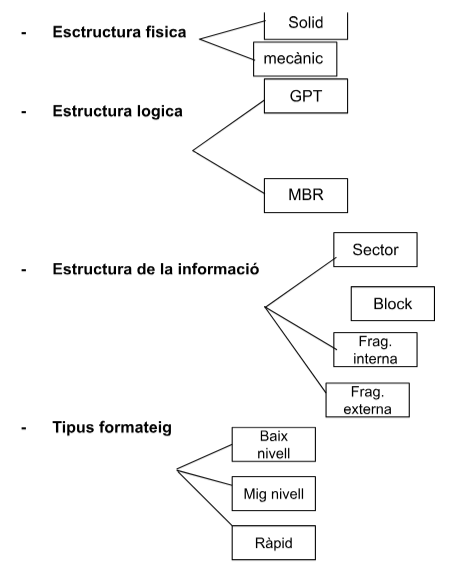 - Esctructura fisica
Solid
mecànic
- Estructura logica
GPT
MBR
- Estructura de la informació
Sector
Block
Frag.
interna
Frag.
externa
- Tipus formateig
Baix
nivell
Mig nivell
Ràpid